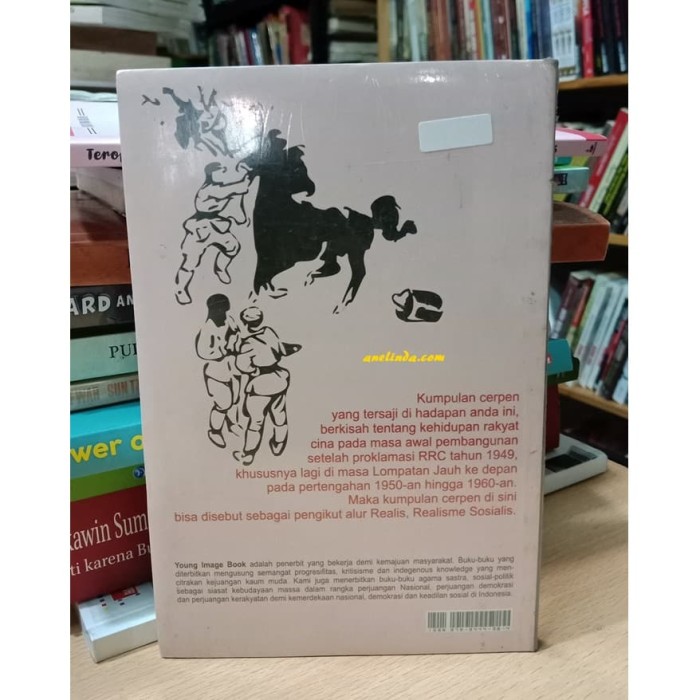 Terop
ARD AN
PUL
EWAH SUNTA
wer o
kawin Sum
ti karena Bu
anelinda.com
Kumpulan cerpen
yang tersaji di hadapan anda ini,
berkisah tentang kehidupan rakyat
cina pada masa awal pembangunan
setelah proklamasi RRC tahun 1949,
khususnya lagi di masa Lompatan Jauh ke depan
pada pertengahan 1950-an hingga 1960-an.
Maka kumpulan cerpen di sini
bisa disebut sebagai pengikut alur Realis, Realisme Sosialis.
Young Image Book adalah penerbit yang bekerja demi kemajuan masyarakat. Buku-buku yang
diterbitkan mengusung semangat progresifitas, kritisisme dan indegenous knowledge yang men-
cirikan kejuangan kaum muda. Kami juga menerbitkan buku-buku agama sastra, sosial-politik
sebagai siasat kebudayaan massa dalam rangka perjuangan Nasional, perjuangan demokrasi
dan perjuangan kerakyatan demi kemerdekaan nasional, demokrasi dan keadilan sosial di Indonesia.